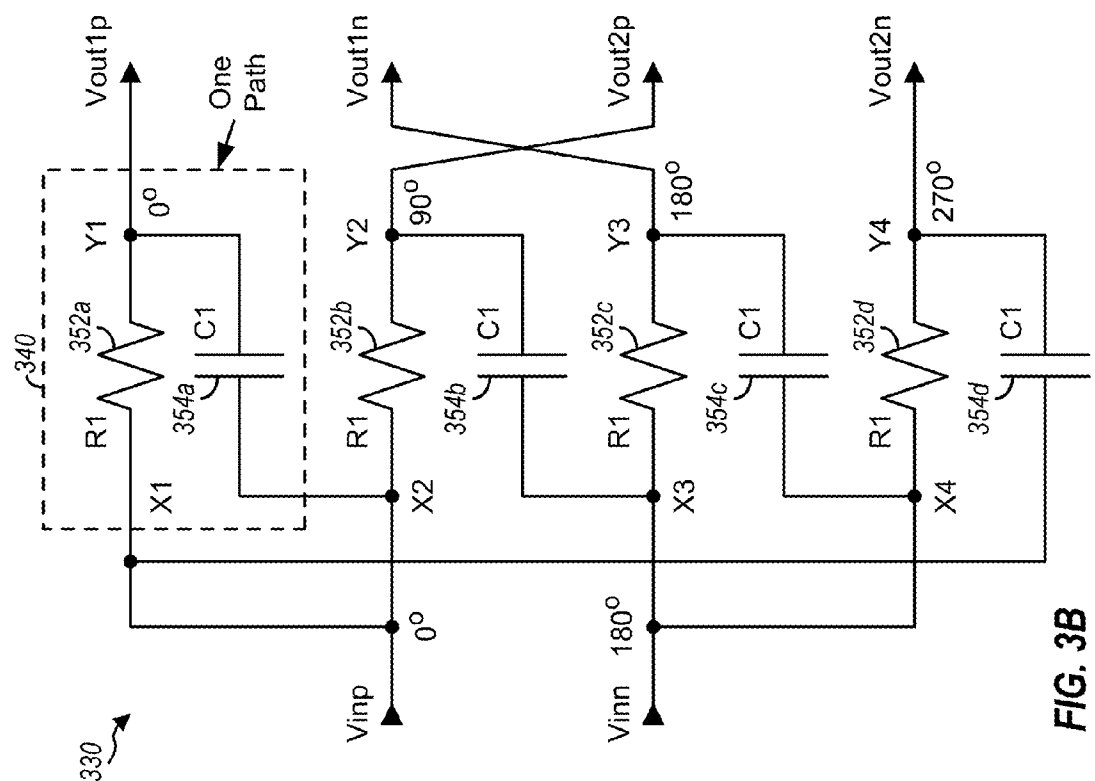 330
340
One
Path
Vout1p
Vout1n
Vout2p
Vout2n
Y1
0°
352a
R1
C1
354a
X1
Y2
90°
352b
R1
C1
354b
X2
Y3
180°
352c
R1
C1
354c
X3
Y4
270°
352d
R1
C1
354d
X4
Vinp
0°
Vinn
180°
FIG. 3B